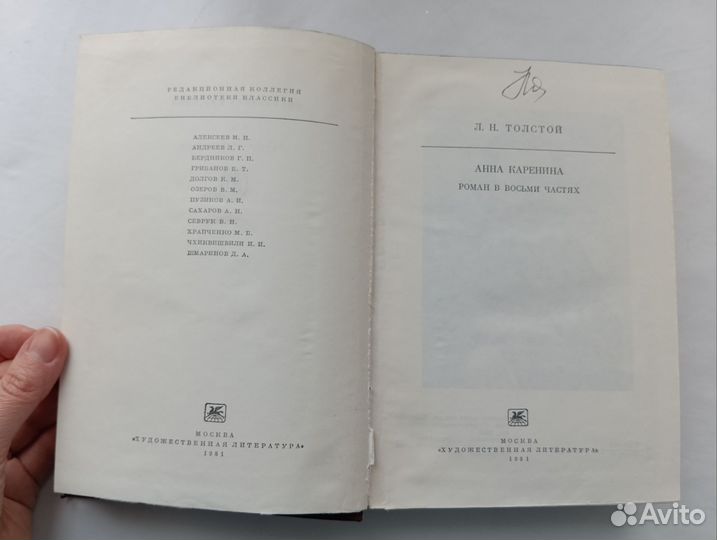 РЕДАКЦИОННАЯ КОЛЛЕГИЯ
БИБЛИОТЕКИ КЛАССИКИ
АЛЕКСЕЕВ М. П.
АНДРЕЕВ Л. Г.
БЕРДНИКОВ Г. П.
ГРИБАНОВ Б. Т.
ДОЛГОВ К. М.
ОЗЕРОВ В. М.
ПУЗИКОВ А. И.
САХАРОВ А. Н.
СЕВРУК В. Н.
ХРАПЧЕНКО М. Б.
ЧХИКВИШВИЛИ И. И.
ШМАРИНОВ Д. А.
МОСКВА
«ХУДОЖЕСТВЕННАЯ ЛИТЕРАТУРА»
1981
Л. Н. ТОЛСТОЙ
АННА КАРЕНИНА
РОМАН В ВОСЬМИ ЧАСТЯХ
МОСКВА
«ХУДОЖЕСТВЕННАЯ ЛИТЕРАТУРА»
1981
Avito